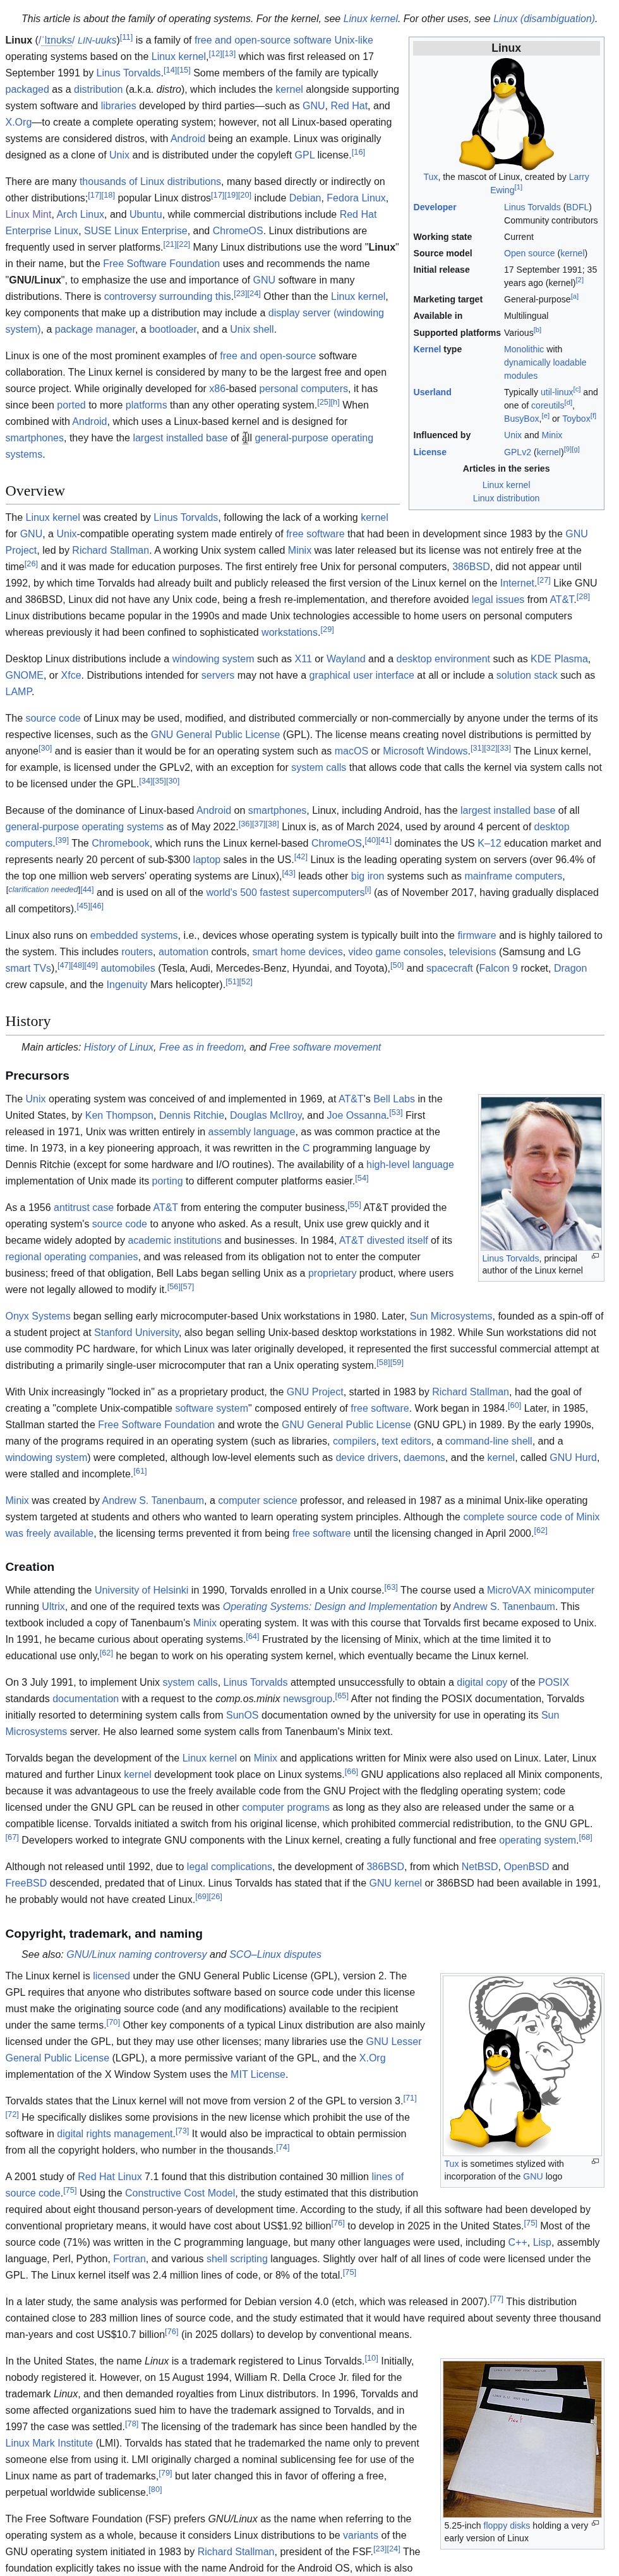 This article is about the family of operating systems. For the kernel, see Linux kernel. For other uses, see Linux (disambiguation).
Linux (/ˈlɪnʊks/ LIN-uuks)[11] is a family of free and open-source software Unix-like
operating systems based on the Linux kernel,[12][13] which was first released on 17
September 1991 by Linus Torvalds.[14][15] Some members of the family are typically
packaged as a distribution (a.k.a. distro), which includes the kernel alongside supporting
system software and libraries developed by third parties—such as GNU, Red Hat, and
X.Org—to create a complete operating system; however, not all Linux-based operating
systems are considered distros, with Android being an example. Linux was originally
designed as a clone of Unix and is distributed under the copyleft GPL license.[16]
There are many thousands of Linux distributions, many based directly or indirectly on
other distributions;[17][18] popular Linux distros[17][19][20] include Debian, Fedora Linux,
Linux Mint, Arch Linux, and Ubuntu, while commercial distributions include Red Hat
Enterprise Linux, SUSE Linux Enterprise, and ChromeOS. Linux distributions are
frequently used in server platforms.[21][22] Many Linux distributions use the word "Linux"
in their name, but the Free Software Foundation uses and recommends the name
"GNU/Linux", to emphasize the use and importance of GNU software in many
distributions. There is controversy surrounding this.[23][24] Other than the Linux kernel,
key components that make up a distribution may include a display server (windowing
system), a package manager, a bootloader, and a Unix shell.
Linux is one of the most prominent examples of free and open-source software
collaboration. The Linux kernel is considered by many to be the largest free and open
source software project. While originally developed for x86-based personal computers, it has
since been ported to more platforms than any other operating system.[25][h] When
combined with Android, which uses a Linux-based kernel and is designed for
smartphones, they have the largest installed base of all general-purpose operating
systems.
Linux
Tux, the mascot of Linux, created by Larry
Ewing[1]
Developer Linus Torvalds (BDFL)
Community contributors
Working state Current
Source model Open source (kernel)
Initial release 17 September 1991; 35
years ago (kernel)[2]
Marketing target General-purpose[a]
Available in Multilingual
Supported platforms Various[b]
Kernel type Monolithic with
dynamically loadable
modules
Userland Typically util-linux[c] and
one of coreutils[d],
BusyBox,[e] or Toybox[f]
Influenced by Unix and Minix
License GPLv2 (kernel)[9][g]
Articles in the series
Linux kernel
Linux distribution
Overview
The Linux kernel was created by Linus Torvalds, following the lack of a working kernel
for GNU, a Unix-compatible operating system made entirely of free software that had been in development since 1983 by the GNU
Project, led by Richard Stallman. A working Unix system called Minix was later released but its license was not entirely free at the
time[26] and it was made for education purposes. The first entirely free Unix for personal computers, 386BSD, did not appear until
1992, by which time Torvalds had already built and publicly released the first version of the Linux kernel on the Internet.[27] Like GNU
and 386BSD, Linux did not have any Unix code, being a fresh re-implementation, and therefore avoided legal issues from AT&T.[28]
Linux distributions became popular in the 1990s and made Unix technologies accessible to home users on personal computers
whereas previously it had been confined to sophisticated workstations.[29]
Desktop Linux distributions include a windowing system such as X11 or Wayland and a desktop environment such as KDE Plasma,
GNOME, or Xfce. Distributions intended for servers may not have a graphical user interface at all or include a solution stack such as
LAMP.
The source code of Linux may be used, modified, and distributed commercially or non-commercially by anyone under the terms of its
respective licenses, such as the GNU General Public License (GPL). The license means creating novel distributions is permitted by
anyone[30] and is easier than it would be for an operating system such as macOS or Microsoft Windows.[31][32][33] The Linux kernel,
for example, is licensed under the GPLv2, with an exception for system calls that allows code that calls the kernel via system calls not
to be licensed under the GPL.[34][35][30]
Because of the dominance of Linux-based Android on smartphones, Linux, including Android, has the largest installed base of all
general-purpose operating systems as of May 2022.[36][37][38] Linux is, as of March 2024, used by around 4 percent of desktop
computers.[39] The Chromebook, which runs the Linux kernel-based ChromeOS,[40][41] dominates the US K–12 education market and
represents nearly 20 percent of sub-$300 laptop sales in the US.[42] Linux is the leading operating system on servers (over 96.4% of
the top one million web servers' operating systems are Linux),[43] leads other big iron systems such as mainframe computers,
[clarification needed][44] and is used on all of the world's 500 fastest supercomputers[i] (as of November 2017, having gradually displaced
all competitors).[45][46]
Linux also runs on embedded systems, i.e., devices whose operating system is typically built into the firmware and is highly tailored to
the system. This includes routers, automation controls, smart home devices, video game consoles, televisions (Samsung and LG
smart TVs),[47][48][49] automobiles (Tesla, Audi, Mercedes-Benz, Hyundai, and Toyota),[50] and spacecraft (Falcon 9 rocket, Dragon
crew capsule, and the Ingenuity Mars helicopter).[51][52]
History
Main articles: History of Linux, Free as in freedom, and Free software movement
Precursors
The Unix operating system was conceived of and implemented in 1969, at AT&T's Bell Labs in the
United States, by Ken Thompson, Dennis Ritchie, Douglas McIlroy, and Joe Ossanna.[53] First
released in 1971, Unix was written entirely in assembly language, as was common practice at the
time. In 1973, in a key pioneering approach, it was rewritten in the C programming language by
Dennis Ritchie (except for some hardware and I/O routines). The availability of a high-level language
implementation of Unix made its porting to different computer platforms easier.[54]
As a 1956 antitrust case forbade AT&T from entering the computer business,[55] AT&T provided the
operating system's source code to anyone who asked. As a result, Unix use grew quickly and it
became widely adopted by academic institutions and businesses. In 1984, AT&T divested itself of its
regional operating companies, and was released from its obligation not to enter the computer
business; freed of that obligation, Bell Labs began selling Unix as a proprietary product, where users
were not legally allowed to modify it.[56][57]
Linus Torvalds, principal
author of the Linux kernel
Onyx Systems began selling early microcomputer-based Unix workstations in 1980. Later, Sun Microsystems, founded as a spin-off of
a student project at Stanford University, also began selling Unix-based desktop workstations in 1982. While Sun workstations did not
use commodity PC hardware, for which Linux was later originally developed, it represented the first successful commercial attempt at
distributing a primarily single-user microcomputer that ran a Unix operating system.[58][59]
With Unix increasingly "locked in" as a proprietary product, the GNU Project, started in 1983 by Richard Stallman, had the goal of
creating a "complete Unix-compatible software system" composed entirely of free software. Work began in 1984.[60] Later, in 1985,
Stallman started the Free Software Foundation and wrote the GNU General Public License (GNU GPL) in 1989. By the early 1990s,
many of the programs required in an operating system (such as libraries, compilers, text editors, a command-line shell, and a
windowing system) were completed, although low-level elements such as device drivers, daemons, and the kernel, called GNU Hurd,
were stalled and incomplete.[61]
Minix was created by Andrew S. Tanenbaum, a computer science professor, and released in 1987 as a minimal Unix-like operating
system targeted at students and others who wanted to learn operating system principles. Although the complete source code of Minix
was freely available, the licensing terms prevented it from being free software until the licensing changed in April 2000.[62]
Creation
While attending the University of Helsinki in 1990, Torvalds enrolled in a Unix course.[63] The course used a MicroVAX minicomputer
running Ultrix, and one of the required texts was Operating Systems: Design and Implementation by Andrew S. Tanenbaum. This
textbook included a copy of Tanenbaum's Minix operating system. It was with this course that Torvalds first became exposed to Unix.
In 1991, he became curious about operating systems.[64] Frustrated by the licensing of Minix, which at the time limited it to
educational use only,[62] he began to work on his operating system kernel, which eventually became the Linux kernel.
On 3 July 1991, to implement Unix system calls, Linus Torvalds attempted unsuccessfully to obtain a digital copy of the POSIX
standards documentation with a request to the comp.os.minix newsgroup.[65] After not finding the POSIX documentation, Torvalds
initially resorted to determining system calls from SunOS documentation owned by the university for use in operating its Sun
Microsystems server. He also learned some system calls from Tanenbaum's Minix text.
Torvalds began the development of the Linux kernel on Minix and applications written for Minix were also used on Linux. Later, Linux
matured and further Linux kernel development took place on Linux systems.[66] GNU applications also replaced all Minix components,
because it was advantageous to use the freely available code from the GNU Project with the fledgling operating system; code
licensed under the GNU GPL can be reused in other computer programs as long as they also are released under the same or a
compatible license. Torvalds initiated a switch from his original license, which prohibited commercial redistribution, to the GNU GPL.
[67] Developers worked to integrate GNU components with the Linux kernel, creating a fully functional and free operating system.[68]
Although not released until 1992, due to legal complications, the development of 386BSD, from which NetBSD, OpenBSD and
FreeBSD descended, predated that of Linux. Linus Torvalds has stated that if the GNU kernel or 386BSD had been available in 1991,
he probably would not have created Linux.[69][26]
Copyright, trademark, and naming
See also: GNU/Linux naming controversy and SCO–Linux disputes
The Linux kernel is licensed under the GNU General Public License (GPL), version 2. The
GPL requires that anyone who distributes software based on source code under this license
must make the originating source code (and any modifications) available to the recipient
under the same terms.[70] Other key components of a typical Linux distribution are also mainly
licensed under the GPL, but they may use other licenses; many libraries use the GNU Lesser
General Public License (LGPL), a more permissive variant of the GPL, and the X.Org
implementation of the X Window System uses the MIT License.
Torvalds states that the Linux kernel will not move from version 2 of the GPL to version 3.[71]
[72] He specifically dislikes some provisions in the new license which prohibit the use of the
software in digital rights management.[73] It would also be impractical to obtain permission
from all the copyright holders, who number in the thousands.[74]
Tux is sometimes stylized with
incorporation of the GNU logo
A 2001 study of Red Hat Linux 7.1 found that this distribution contained 30 million lines of
source code.[75] Using the Constructive Cost Model, the study estimated that this distribution
required about eight thousand person-years of development time. According to the study, if all this software had been developed by
conventional proprietary means, it would have cost about US$1.92 billion[76] to develop in 2025 in the United States.[75] Most of the
source code (71%) was written in the C programming language, but many other languages were used, including C++, Lisp, assembly
language, Perl, Python, Fortran, and various shell scripting languages. Slightly over half of all lines of code were licensed under the
GPL. The Linux kernel itself was 2.4 million lines of code, or 8% of the total.[75]
In a later study, the same analysis was performed for Debian version 4.0 (etch, which was released in 2007).[77] This distribution
contained close to 283 million lines of source code, and the study estimated that it would have required about seventy three thousand
man-years and cost US$10.7 billion[76] (in 2025 dollars) to develop by conventional means.
In the United States, the name Linux is a trademark registered to Linus Torvalds.[10] Initially,
nobody registered it. However, on 15 August 1994, William R. Della Croce Jr. filed for the
trademark Linux, and then demanded royalties from Linux distributors. In 1996, Torvalds and
some affected organizations sued him to have the trademark assigned to Torvalds, and in
1997 the case was settled.[78] The licensing of the trademark has since been handled by the
Linux Mark Institute (LMI). Torvalds has stated that he trademarked the name only to prevent
someone else from using it. LMI originally charged a nominal sublicensing fee for use of the
Linux name as part of trademarks,[79] but later changed this in favor of offering a free,
perpetual worldwide sublicense.[80]
5.25-inch floppy disks holding a very
early version of Linux
The Free Software Foundation (FSF) prefers GNU/Linux as the name when referring to the
operating system as a whole, because it considers Linux distributions to be variants of the
GNU operating system initiated in 1983 by Richard Stallman, president of the FSF.[23][24] The
foundation explicitly takes no issue with the name Android for the Android OS, which is also